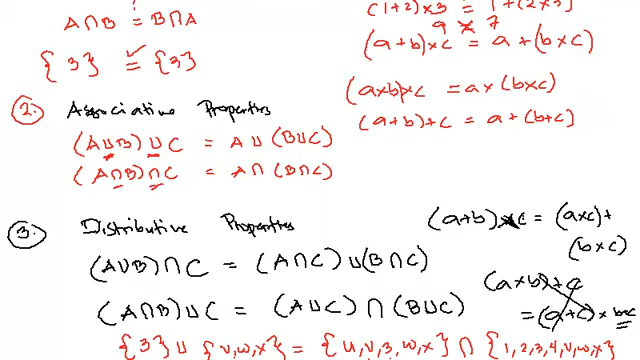 A∩B = B∩A
{3} = {3}
(1+2)×3 = 1+(2×3)
9 × 7
(a+b)×c = a+(b×c)
(a×b)×c = a×(b×c)
(a+b)+c = a+(b+c)
2. Associative Properties
(A∪B)∪C = A∪(B∪C)
(A∩B)∩C = A∩(B∩C)
3. Distributive Properties
(A∪B)∩C = (A∩C)∪(B∩C)
(A∩B)∪C = (A∪C)∩(B∪C)
{3}∪{v,w,x} = {u,v,3,w,x}∩{1,2,3,4,v,w,x}
(a+b)×c = (a×c)+
(b×c)
(a×b)+c
= (a+c)×b+c